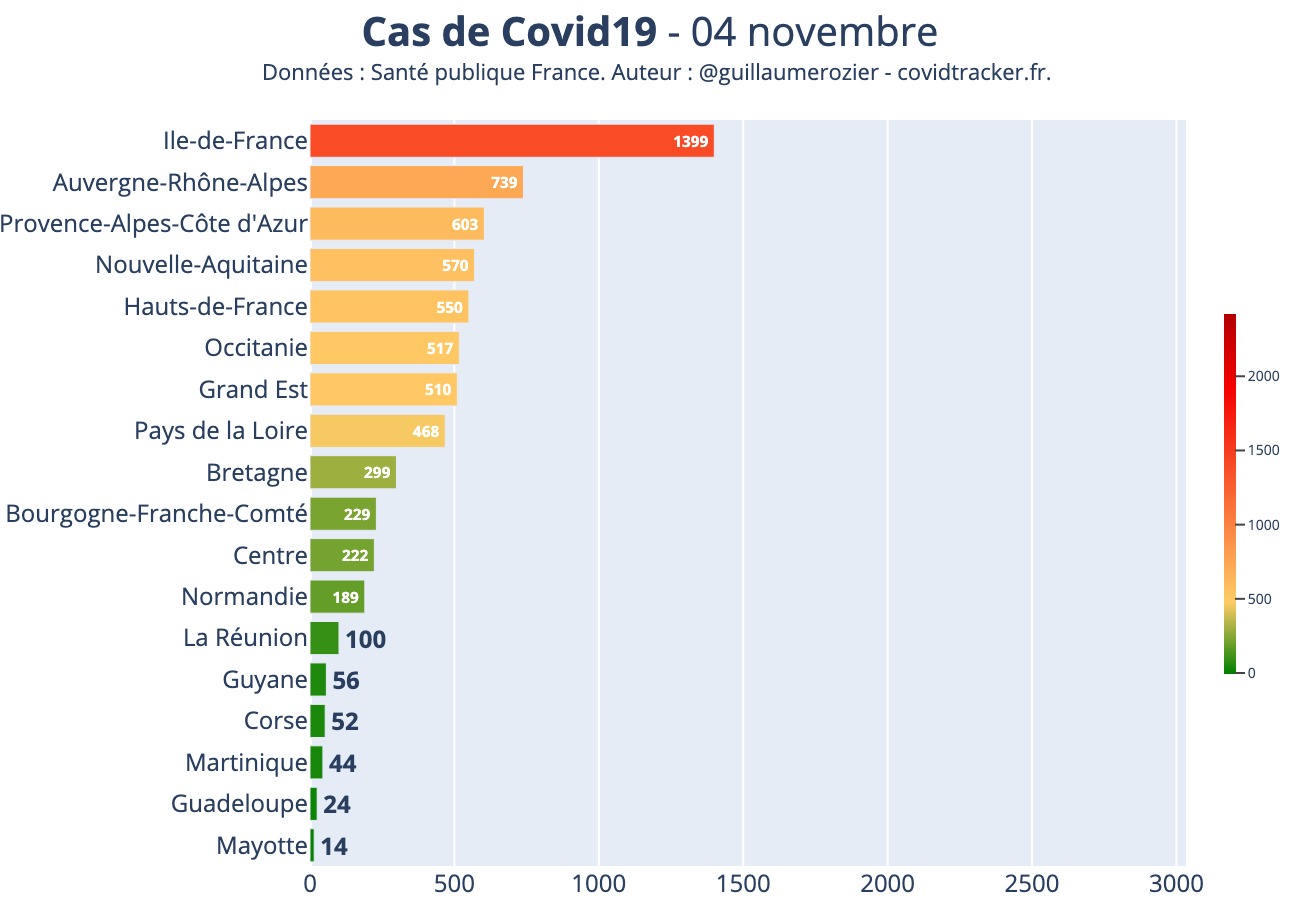 Cas de Covid19 - 04 novembre
Données : Santé publique France. Auteur : @guillaumerozier - covidtracker.fr.
Ile-de-France 1399
Auvergne-Rhône-Alpes 739
Provence-Alpes-Côte d'Azur 603
Nouvelle-Aquitaine 570
Hauts-de-France 550
Occitanie 517
Grand Est 510
Pays de la Loire 468
Bretagne 299
Bourgogne-Franche-Comté 229
Centre 222
Normandie 189
La Réunion 100
Guyane 56
Corse 52
Martinique 44
Guadeloupe 24
Mayotte 14
0 500 1000 1500 2000 2500 3000
2000
1500
1000
500
0